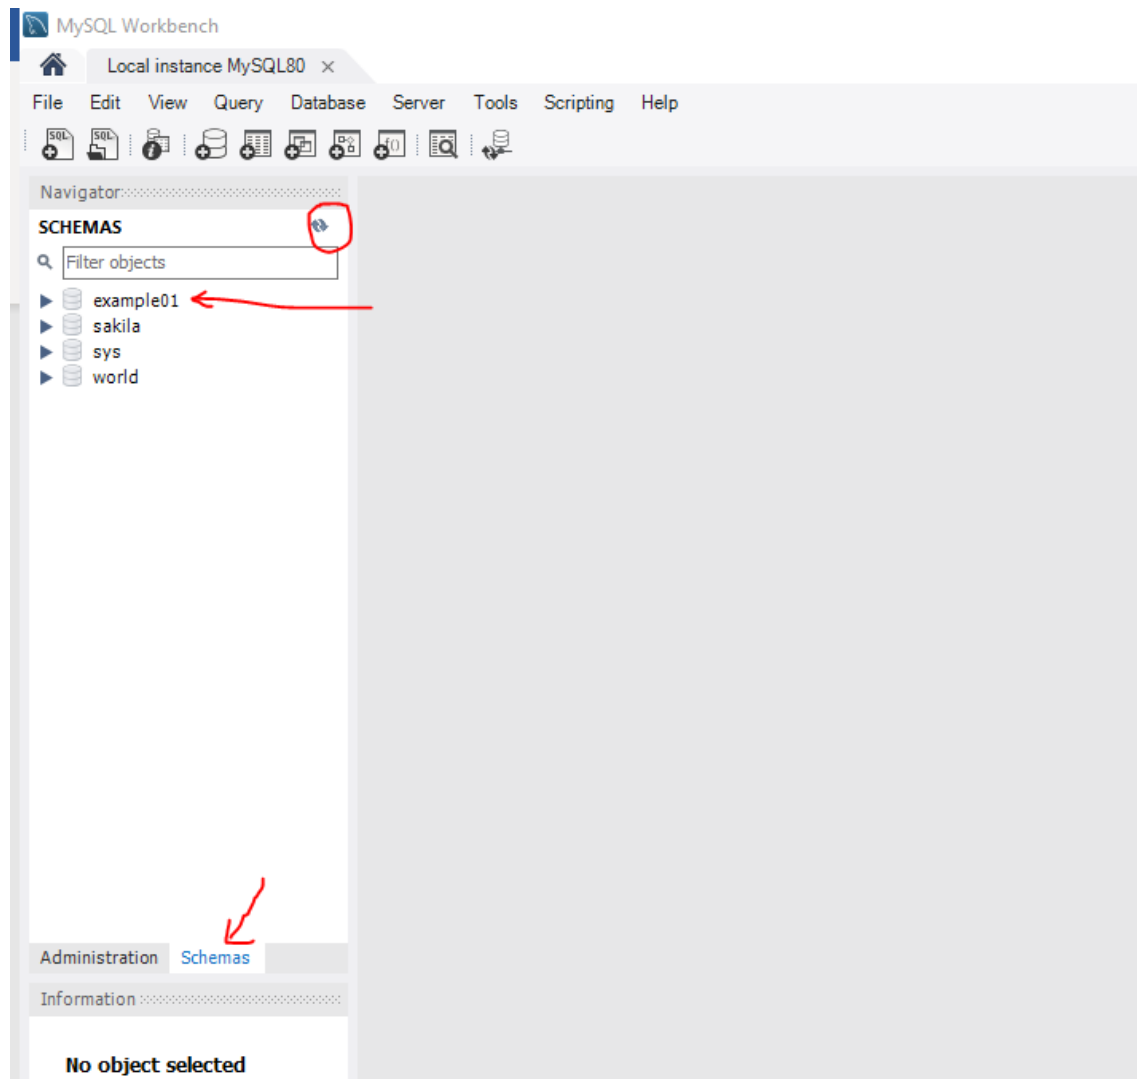 MySQL Workbench
Local instance MySQL80 ×
File Edit View Query Database Server Tools Scripting Help
SQL SQL f()
Navigator
SCHEMAS
Filter objects
example01
sakila
sys
world
Administration Schemas
Information
No object selected